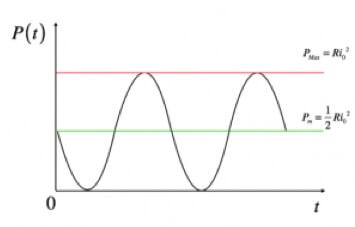 P(t)
P_Max = Ri_0^2
P_m = 1/2 Ri_0^2
0
t